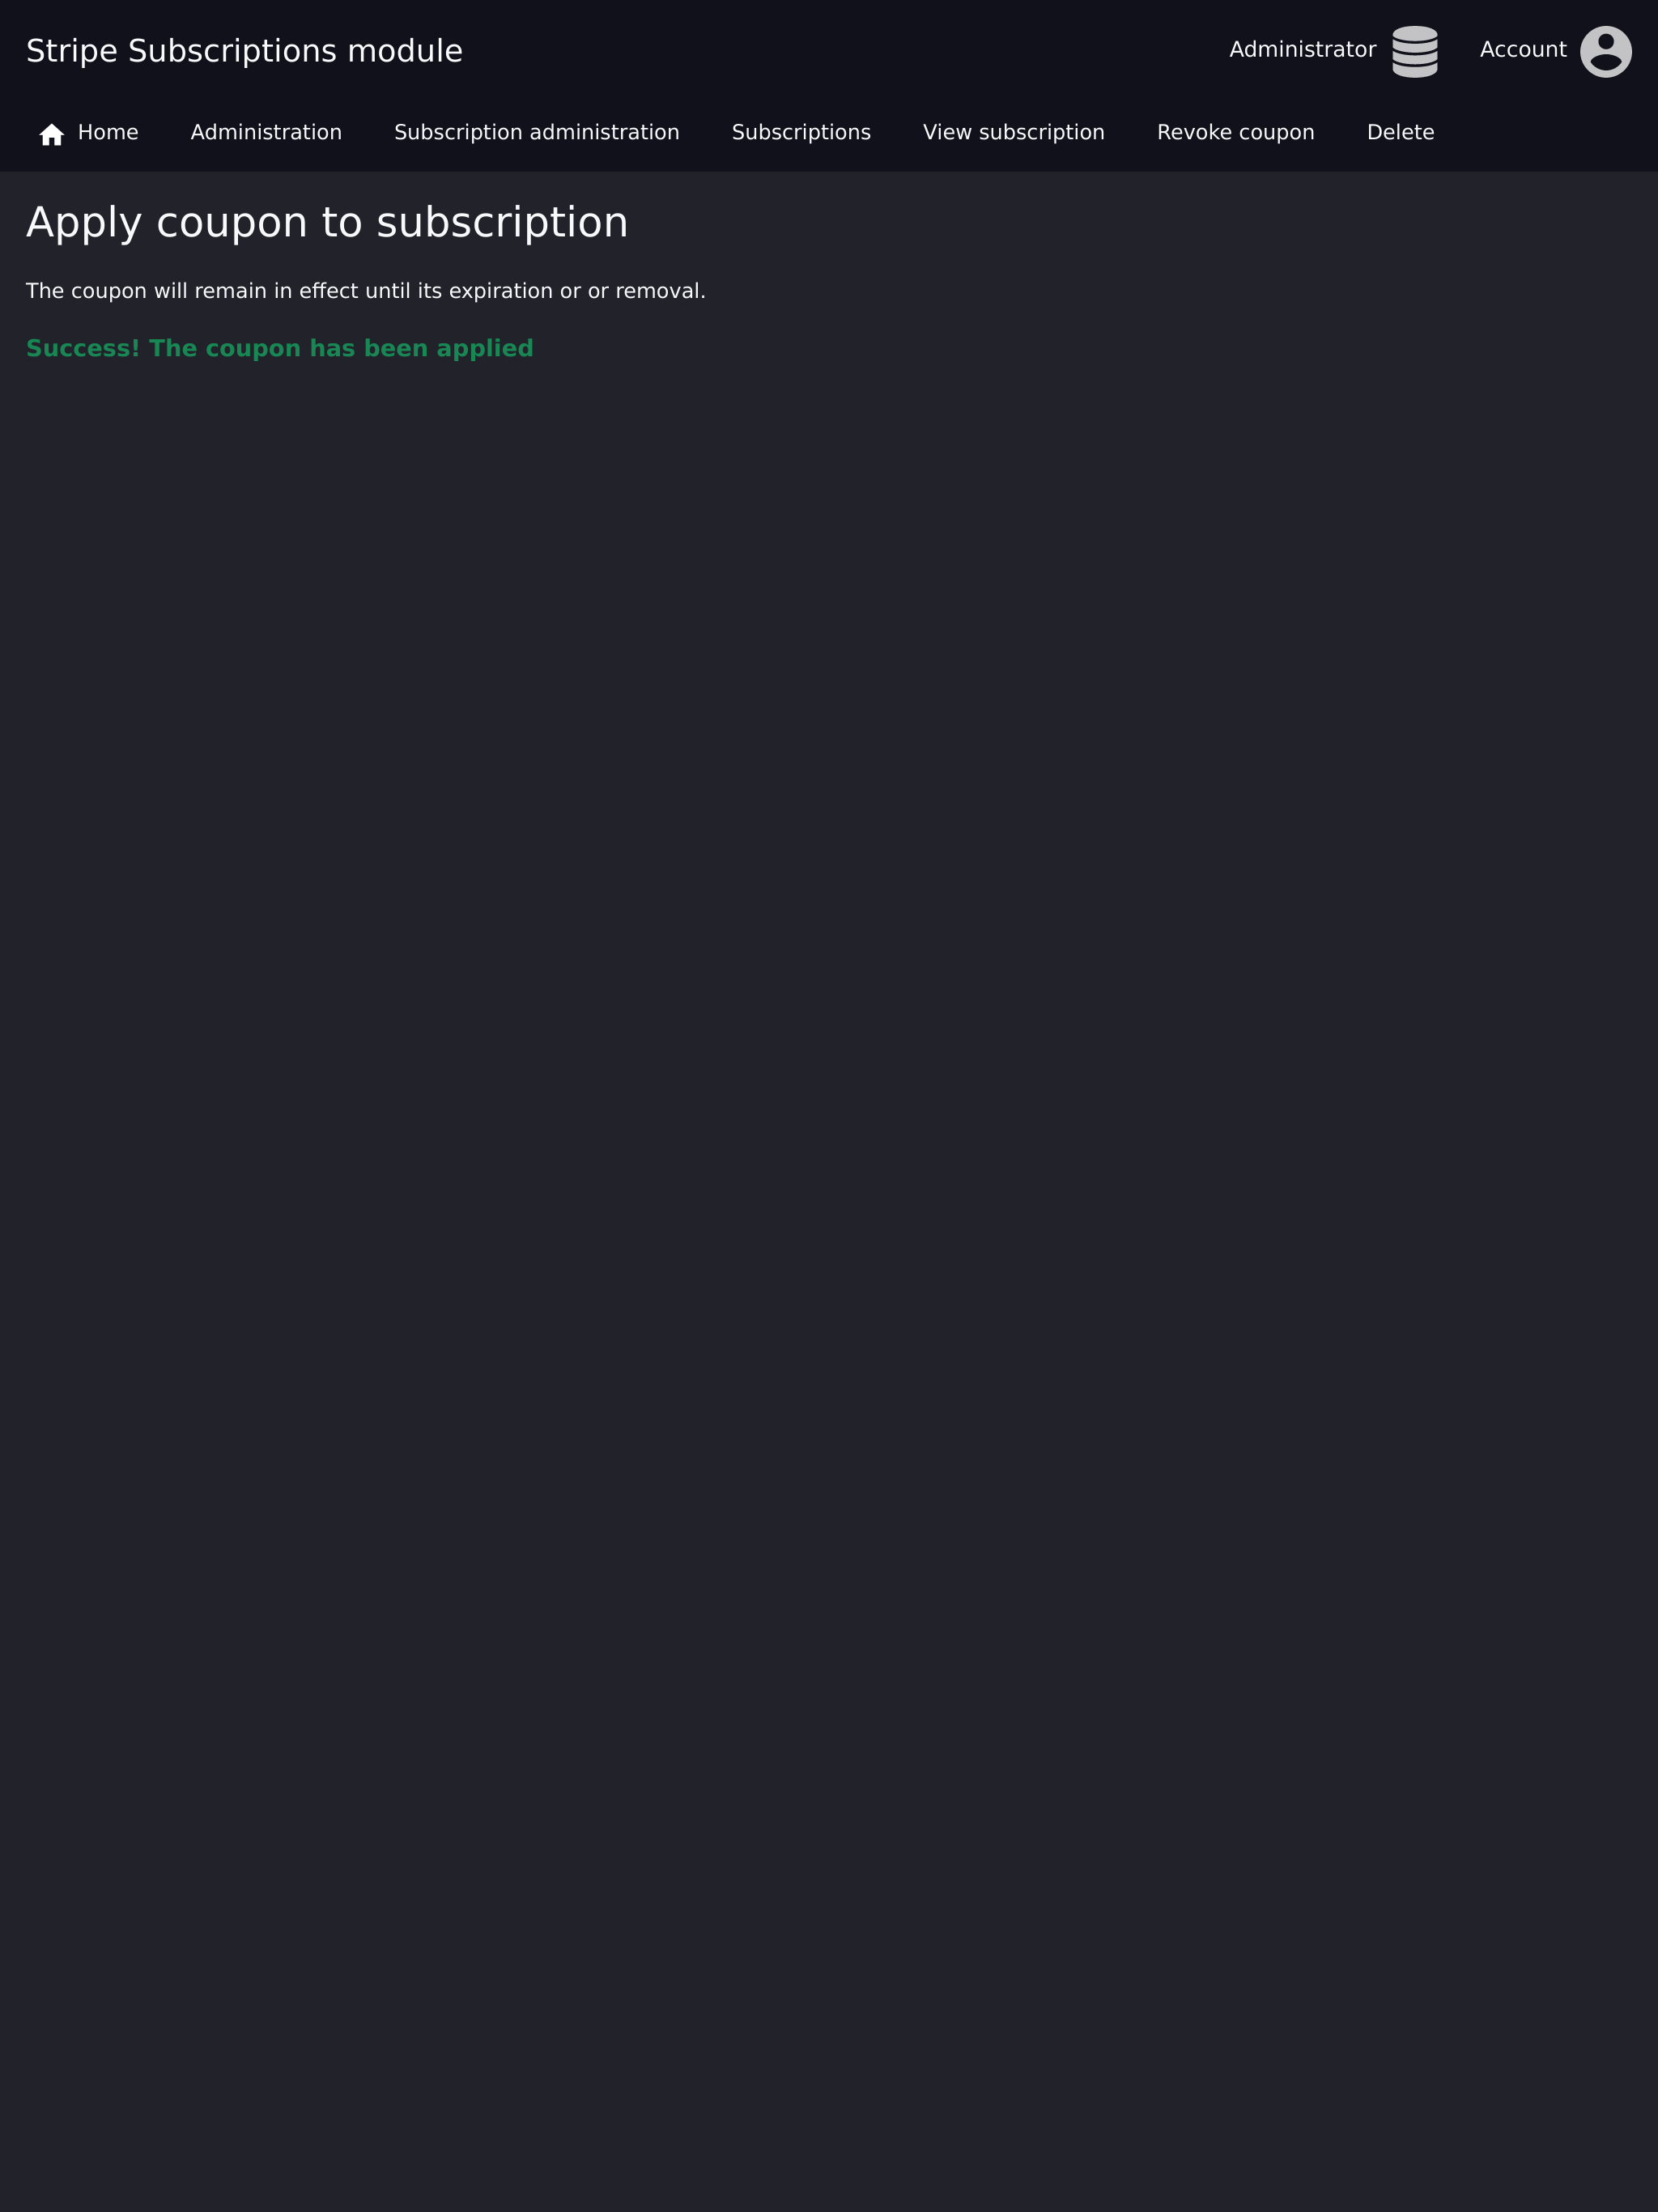 Stripe Subscriptions module
Administrator
Account
Home Administration Subscription administration Subscriptions View subscription Revoke coupon Delete
Apply coupon to subscription
The coupon will remain in effect until its expiration or or removal.
Success! The coupon has been applied